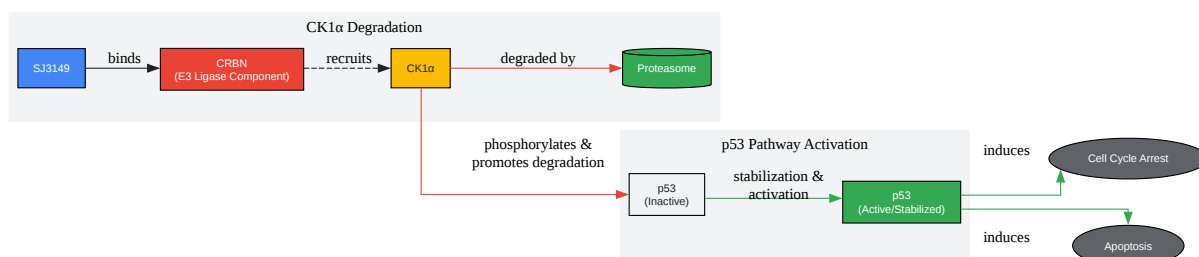 CK1α Degradation
SJ3149
binds
CRBN
(E3 Ligase Component)
recruits
CK1α
degraded by
Proteasome
phosphorylates &
promotes degradation
p53 Pathway Activation
p53
(Inactive)
stabilization &
activation
p53
(Active/Stabilized)
induces
Cell Cycle Arrest
induces
Apoptosis